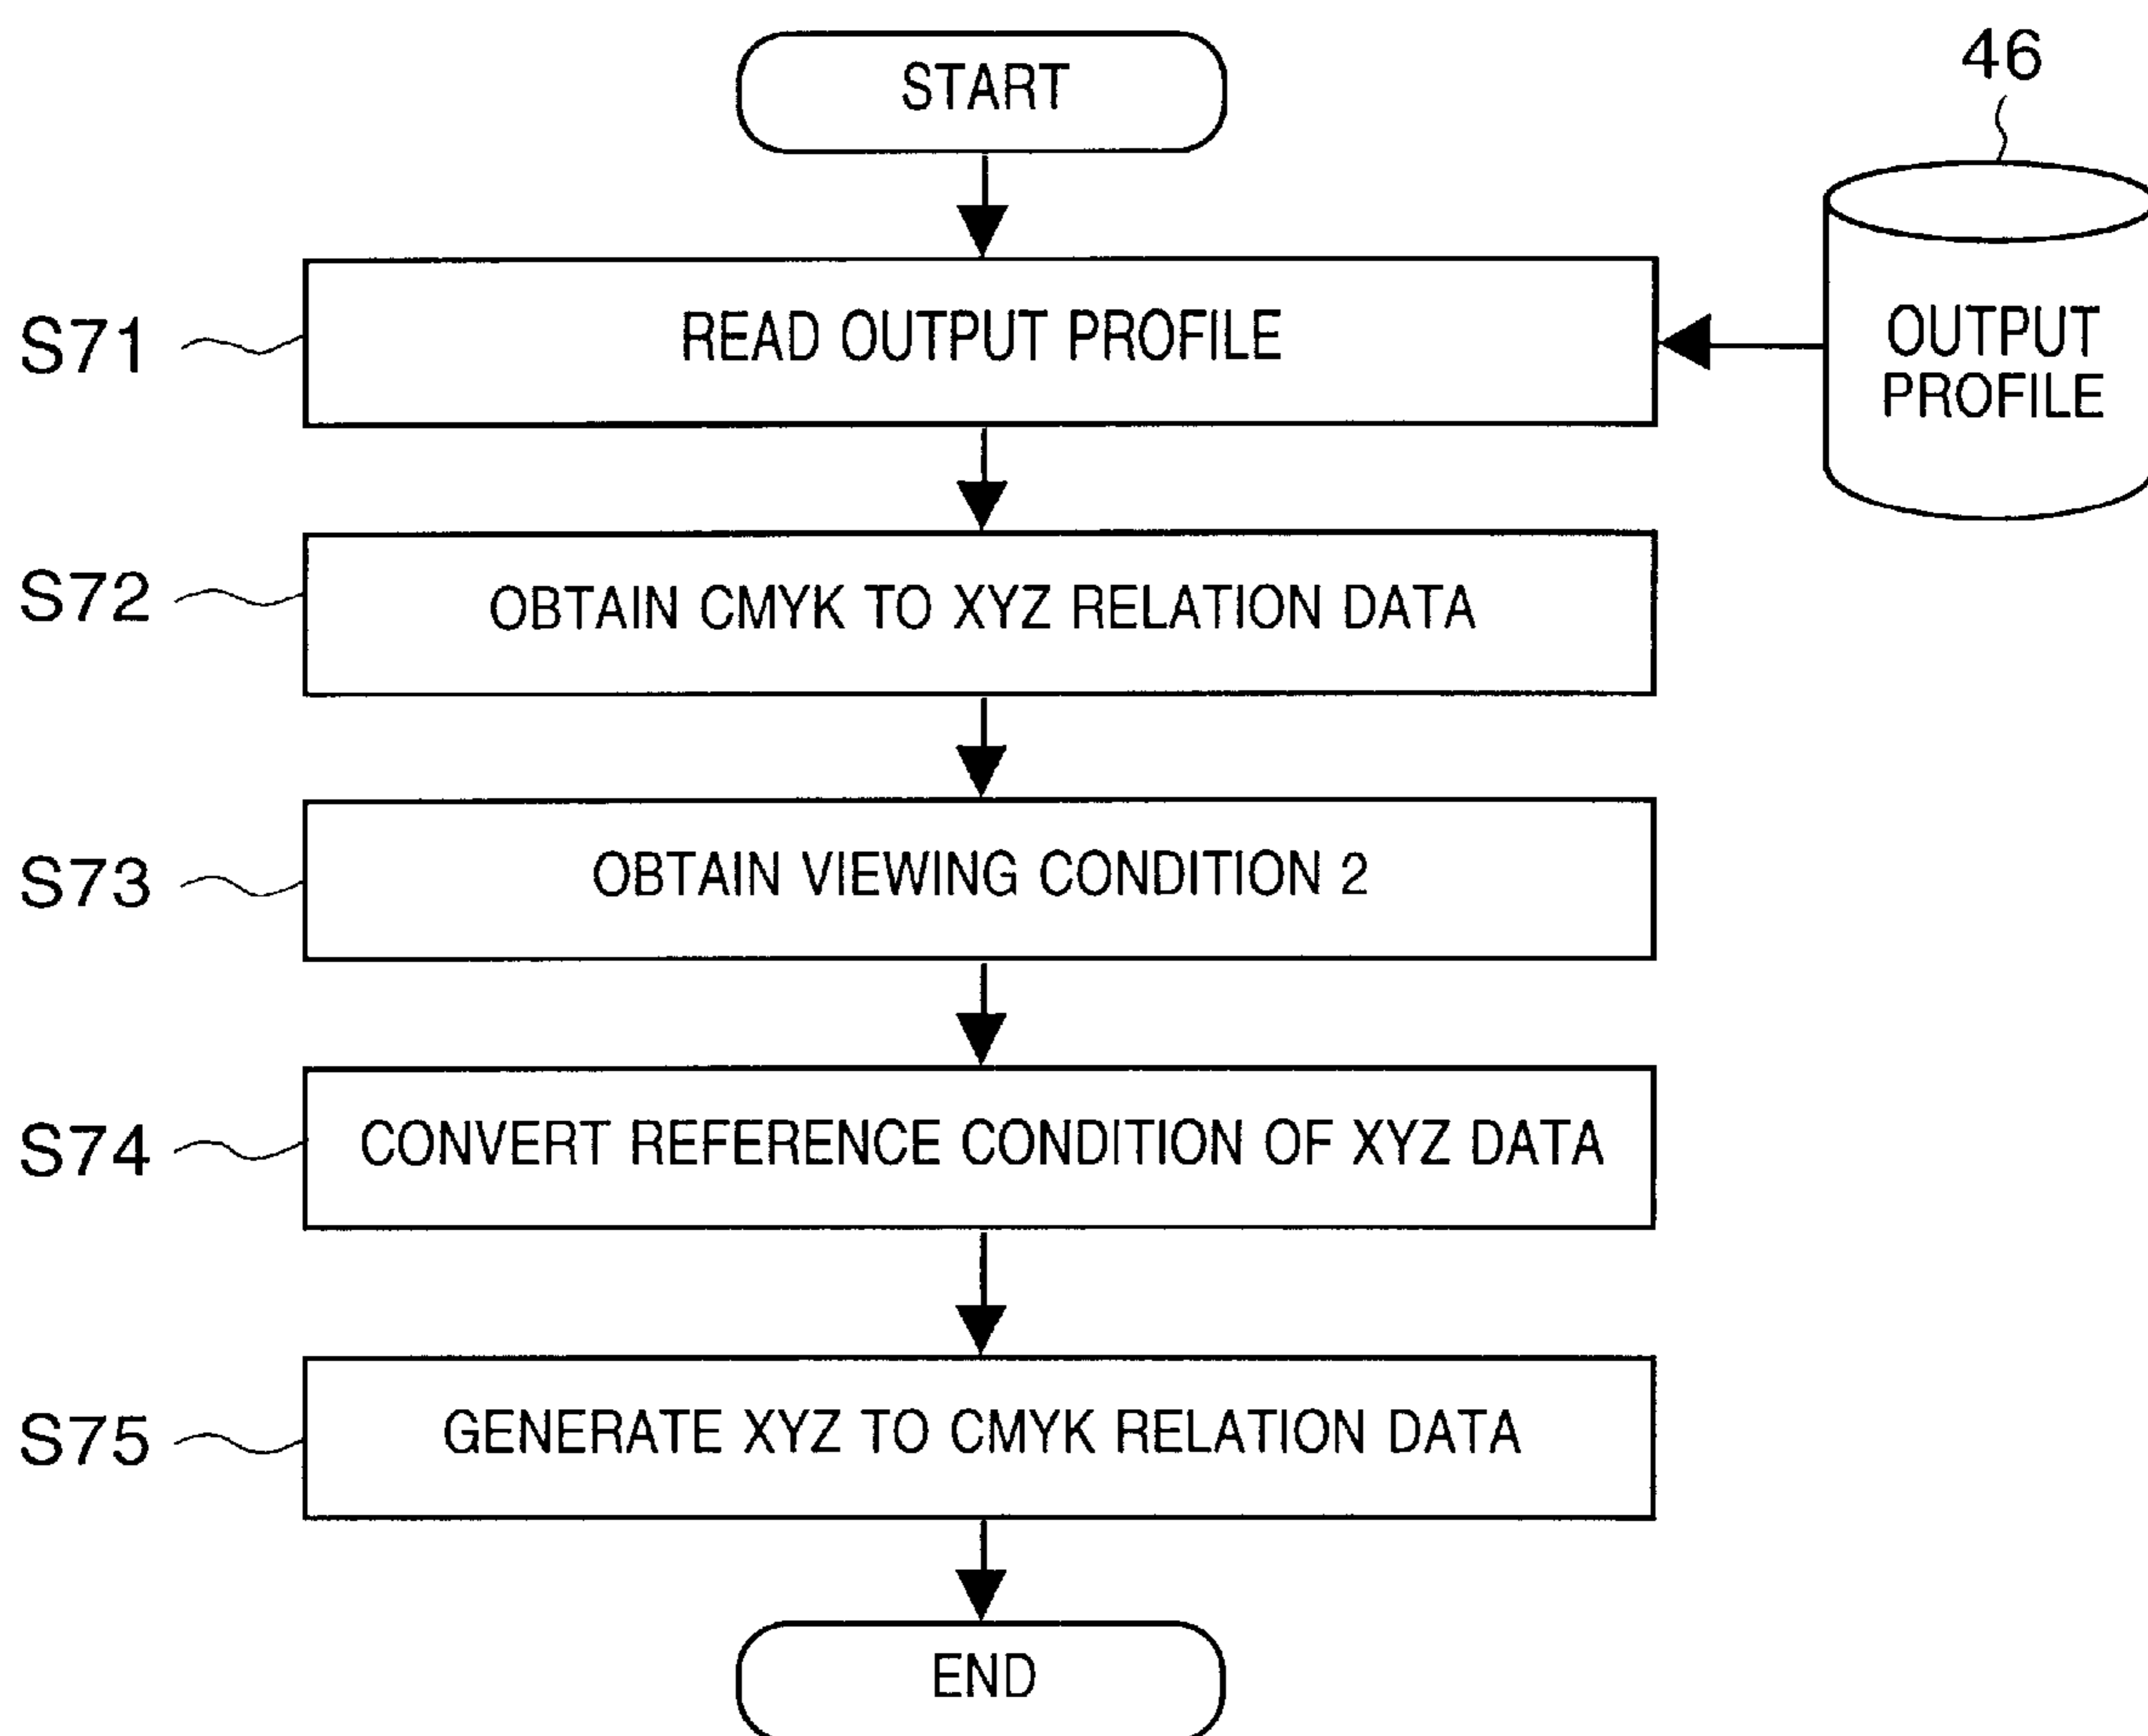 START
46
S71
READ OUTPUT PROFILE
OUTPUT
PROFILE
S72
OBTAIN CMYK TO XYZ RELATION DATA
S73
OBTAIN VIEWING CONDITION 2
S74
CONVERT REFERENCE CONDITION OF XYZ DATA
S75
GENERATE XYZ TO CMYK RELATION DATA
END